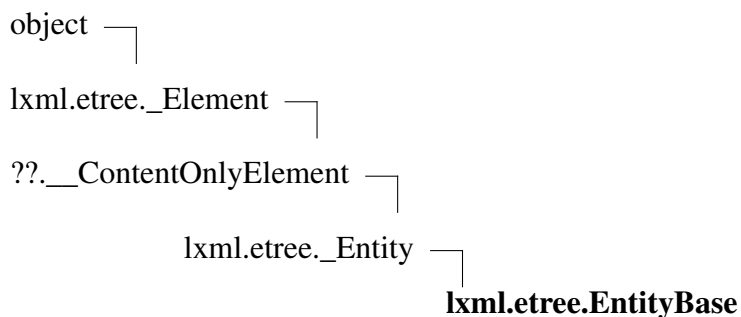 object
lxml.etree._Element
??.__ContentOnlyElement
lxml.etree._Entity
lxml.etree.EntityBase